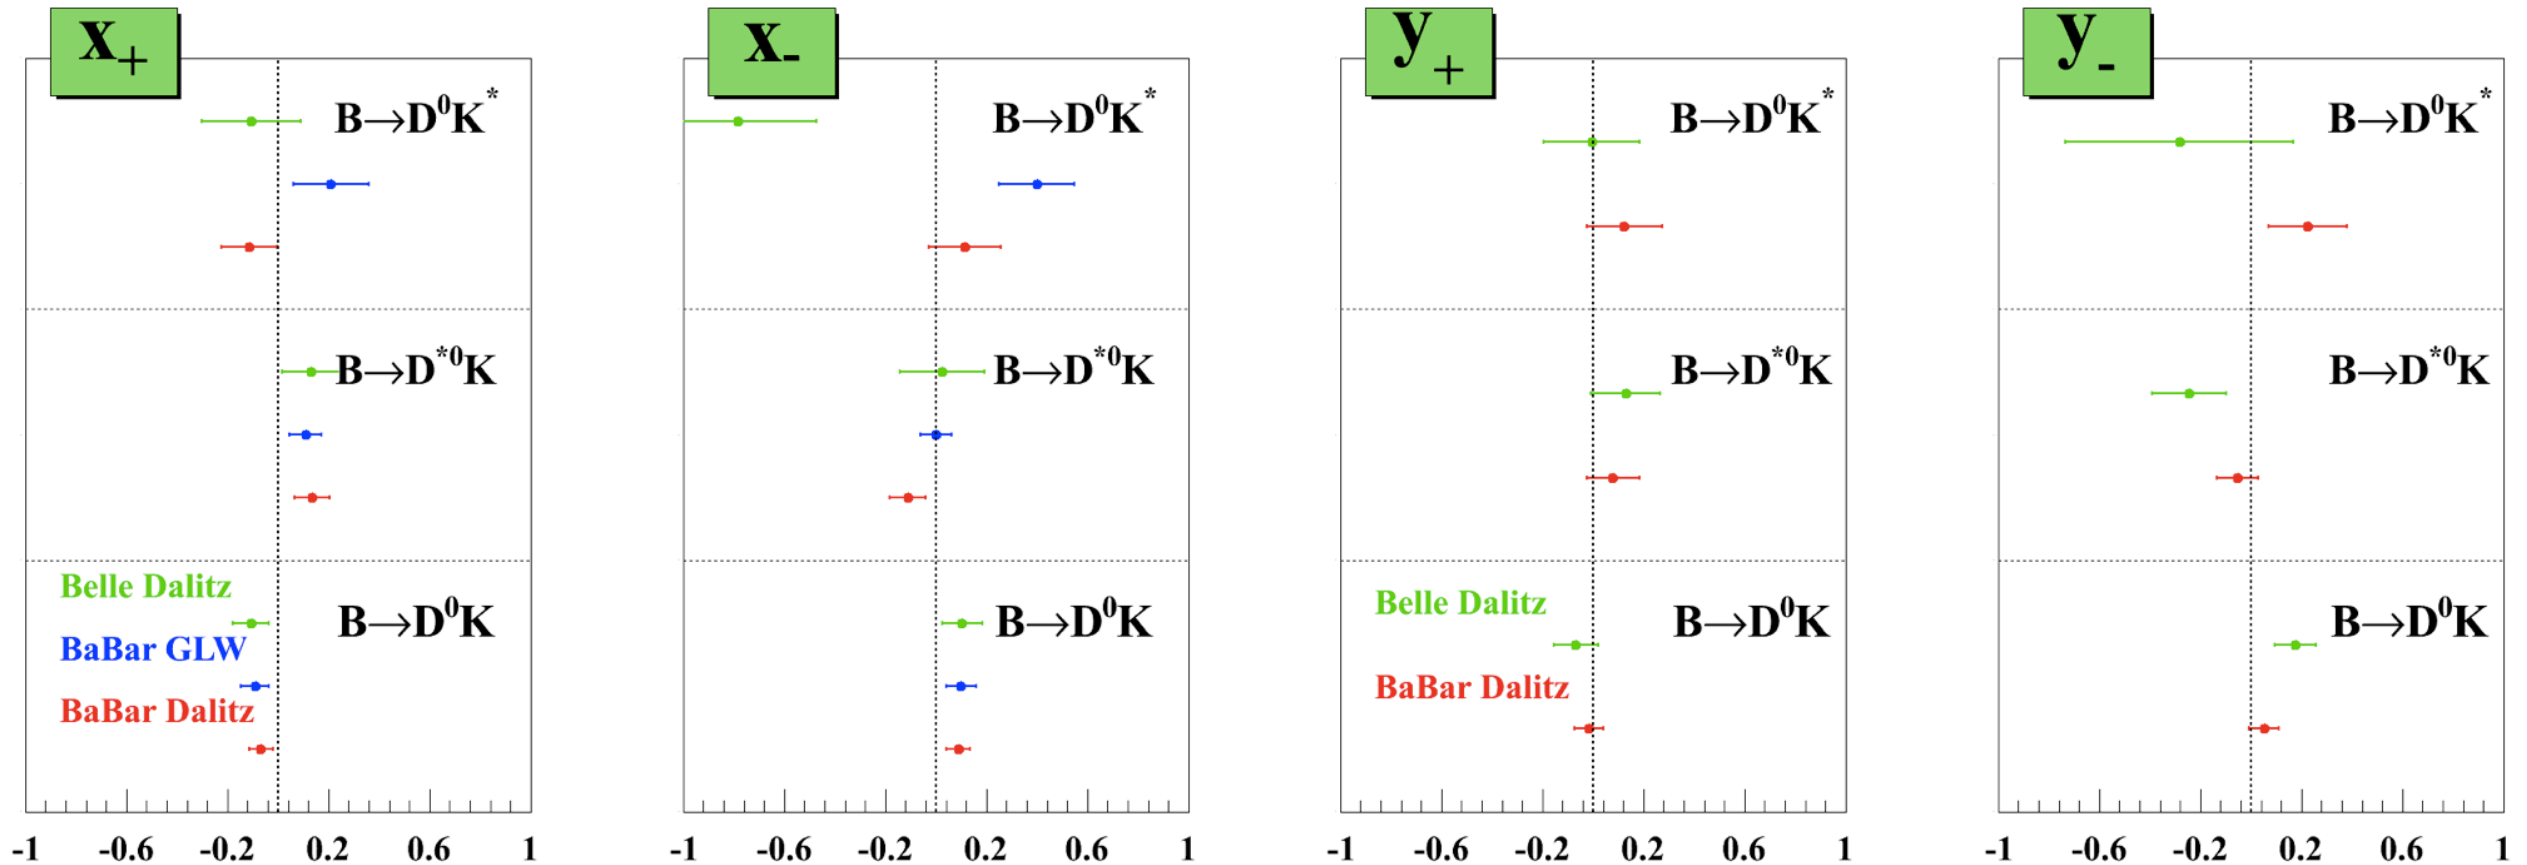 x+
x-
y+
y-
B→D⁰K*
B→D⁰K*
B→D⁰K*
B→D⁰K*
B→D*⁰K
B→D*⁰K
B→D*⁰K
B→D*⁰K
Belle Dalitz
BaBar GLW
BaBar Dalitz
B→D⁰K
B→D⁰K
Belle Dalitz
BaBar Dalitz
B→D⁰K
B→D⁰K
-1 -0.6 -0.2 0.2 0.6 1
-1 -0.6 -0.2 0.2 0.6 1
-1 -0.6 -0.2 0.2 0.6 1
-1 -0.6 -0.2 0.2 0.6 1